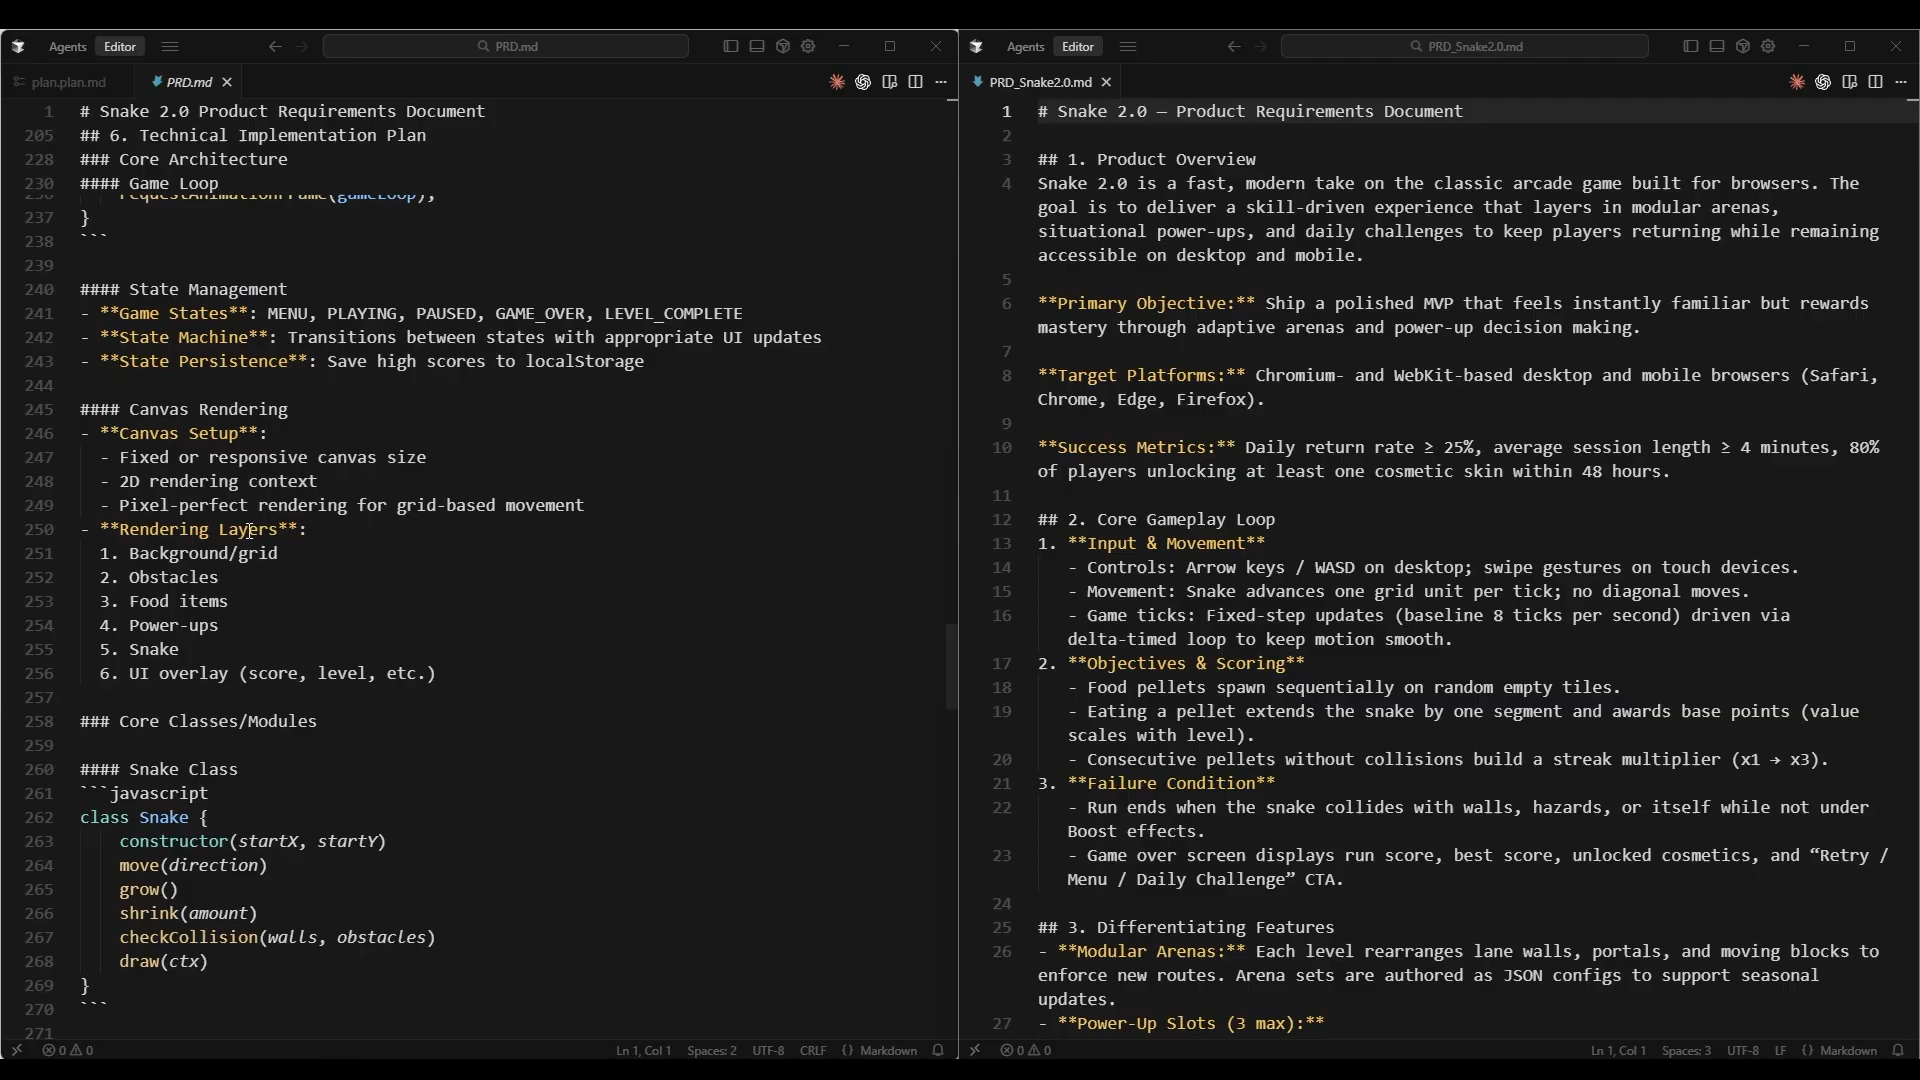 Agents Editor PRD.md
plan.plan.md PRD.md
1 # Snake 2.0 Product Requirements Document
205 ## 6. Technical Implementation Plan
228 ### Core Architecture
230 #### Game Loop
236 requestAnimationFrame(gameLoop);
237 }
238 ```
239
240 #### State Management
241 - **Game States**: MENU, PLAYING, PAUSED, GAME_OVER, LEVEL_COMPLETE
242 - **State Machine**: Transitions between states with appropriate UI updates
243 - **State Persistence**: Save high scores to localStorage
244
245 #### Canvas Rendering
246 - **Canvas Setup**:
247 - Fixed or responsive canvas size
248 - 2D rendering context
249 - Pixel-perfect rendering for grid-based movement
250 - **Rendering Layers**:
251 1. Background/grid
252 2. Obstacles
253 3. Food items
254 4. Power-ups
255 5. Snake
256 6. UI overlay (score, level, etc.)
257
258 ### Core Classes/Modules
259
260 #### Snake Class
261 ```javascript
262 class Snake {
263 constructor(startX, startY)
264 move(direction)
265 grow()
266 shrink(amount)
267 checkCollision(walls, obstacles)
268 draw(ctx)
269 }
270 ```
271
0 0 Ln 1, Col 1 Spaces: 2 UTF-8 CRLF {} Markdown
Agents Editor PRD_Snake2.0.md
PRD_Snake2.0.md
1 # Snake 2.0 – Product Requirements Document
2
3 ## 1. Product Overview
4 Snake 2.0 is a fast, modern take on the classic arcade game built for browsers. The
goal is to deliver a skill-driven experience that layers in modular arenas,
situational power-ups, and daily challenges to keep players returning while remaining
accessible on desktop and mobile.
5
6 **Primary Objective:** Ship a polished MVP that feels instantly familiar but rewards
mastery through adaptive arenas and power-up decision making.
7
8 **Target Platforms:** Chromium- and WebKit-based desktop and mobile browsers (Safari,
Chrome, Edge, Firefox).
9
10 **Success Metrics:** Daily return rate ≥ 25%, average session length ≥ 4 minutes, 80%
of players unlocking at least one cosmetic skin within 48 hours.
11
12 ## 2. Core Gameplay Loop
13 1. **Input & Movement**
14 - Controls: Arrow keys / WASD on desktop; swipe gestures on touch devices.
15 - Movement: Snake advances one grid unit per tick; no diagonal moves.
16 - Game ticks: Fixed-step updates (baseline 8 ticks per second) driven via
delta-timed loop to keep motion smooth.
17 2. **Objectives & Scoring**
18 - Food pellets spawn sequentially on random empty tiles.
19 - Eating a pellet extends the snake by one segment and awards base points (value
scales with level).
20 - Consecutive pellets without collisions build a streak multiplier (x1 → x3).
21 3. **Failure Condition**
22 - Run ends when the snake collides with walls, hazards, or itself while not under
Boost effects.
23 - Game over screen displays run score, best score, unlocked cosmetics, and “Retry /
Menu / Daily Challenge” CTA.
24
25 ## 3. Differentiating Features
26 - **Modular Arenas:** Each level rearranges lane walls, portals, and moving blocks to
enforce new routes. Arena sets are authored as JSON configs to support seasonal
updates.
27 - **Power-Up Slots (3 max):**
0 0 Ln 1, Col 1 Spaces: 3 UTF-8 LF {} Markdown